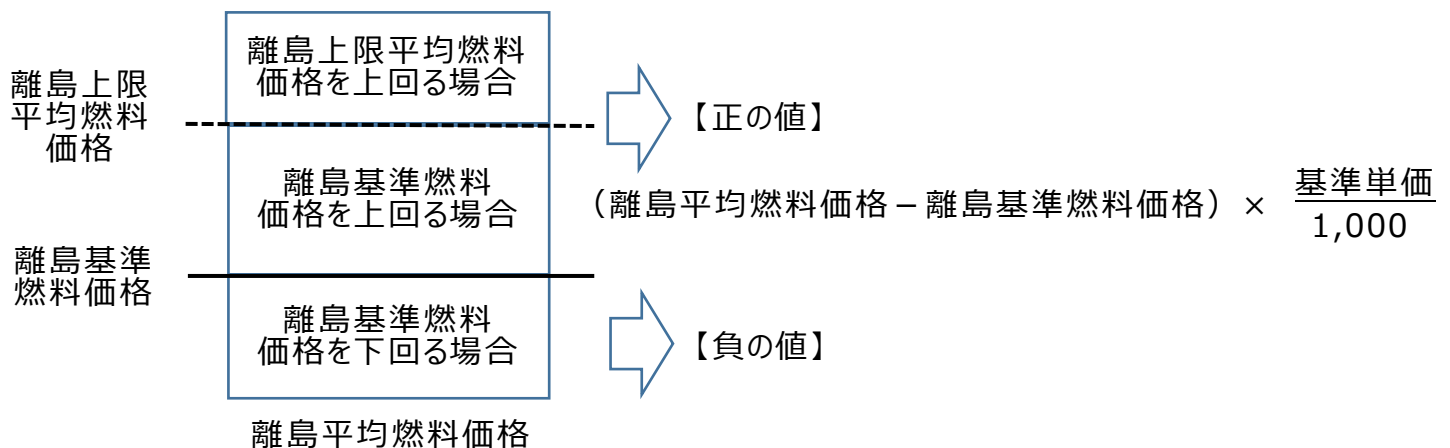 離島上限平均燃料
価格を上回る場合
離島上限
平均燃料
価格
【正の値】
離島基準燃料
価格を上回る場合
（離島平均燃料価格－離島基準燃料価格）× 基準単価
1,000
離島基準
燃料価格
離島基準燃料
価格を下回る場合
【負の値】
離島平均燃料価格